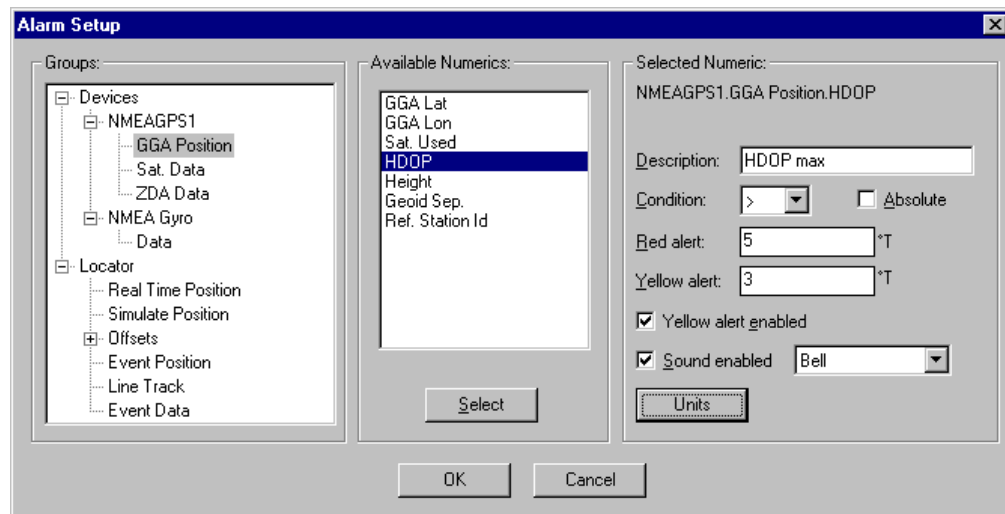 Alarm Setup
Groups:
Devices
NMEAGPS1
GGA Position
Sat. Data
ZDA Data
NMEA Gyro
Data
Locator
Real Time Position
Simulate Position
Offsets
Event Position
Line Track
Event Data
Available Numerics:
GGA Lat
GGA Lon
Sat. Used
HDOP
Height
Geoid Sep.
Ref. Station Id
Select
Selected Numeric:
NMEAGPS1.GGA Position.HDOP
Description: HDOP max
Condition: > Absolute
Red alert: 5 °T
Yellow alert: 3 °T
Yellow alert enabled
Sound enabled Bell
Units
OK Cancel